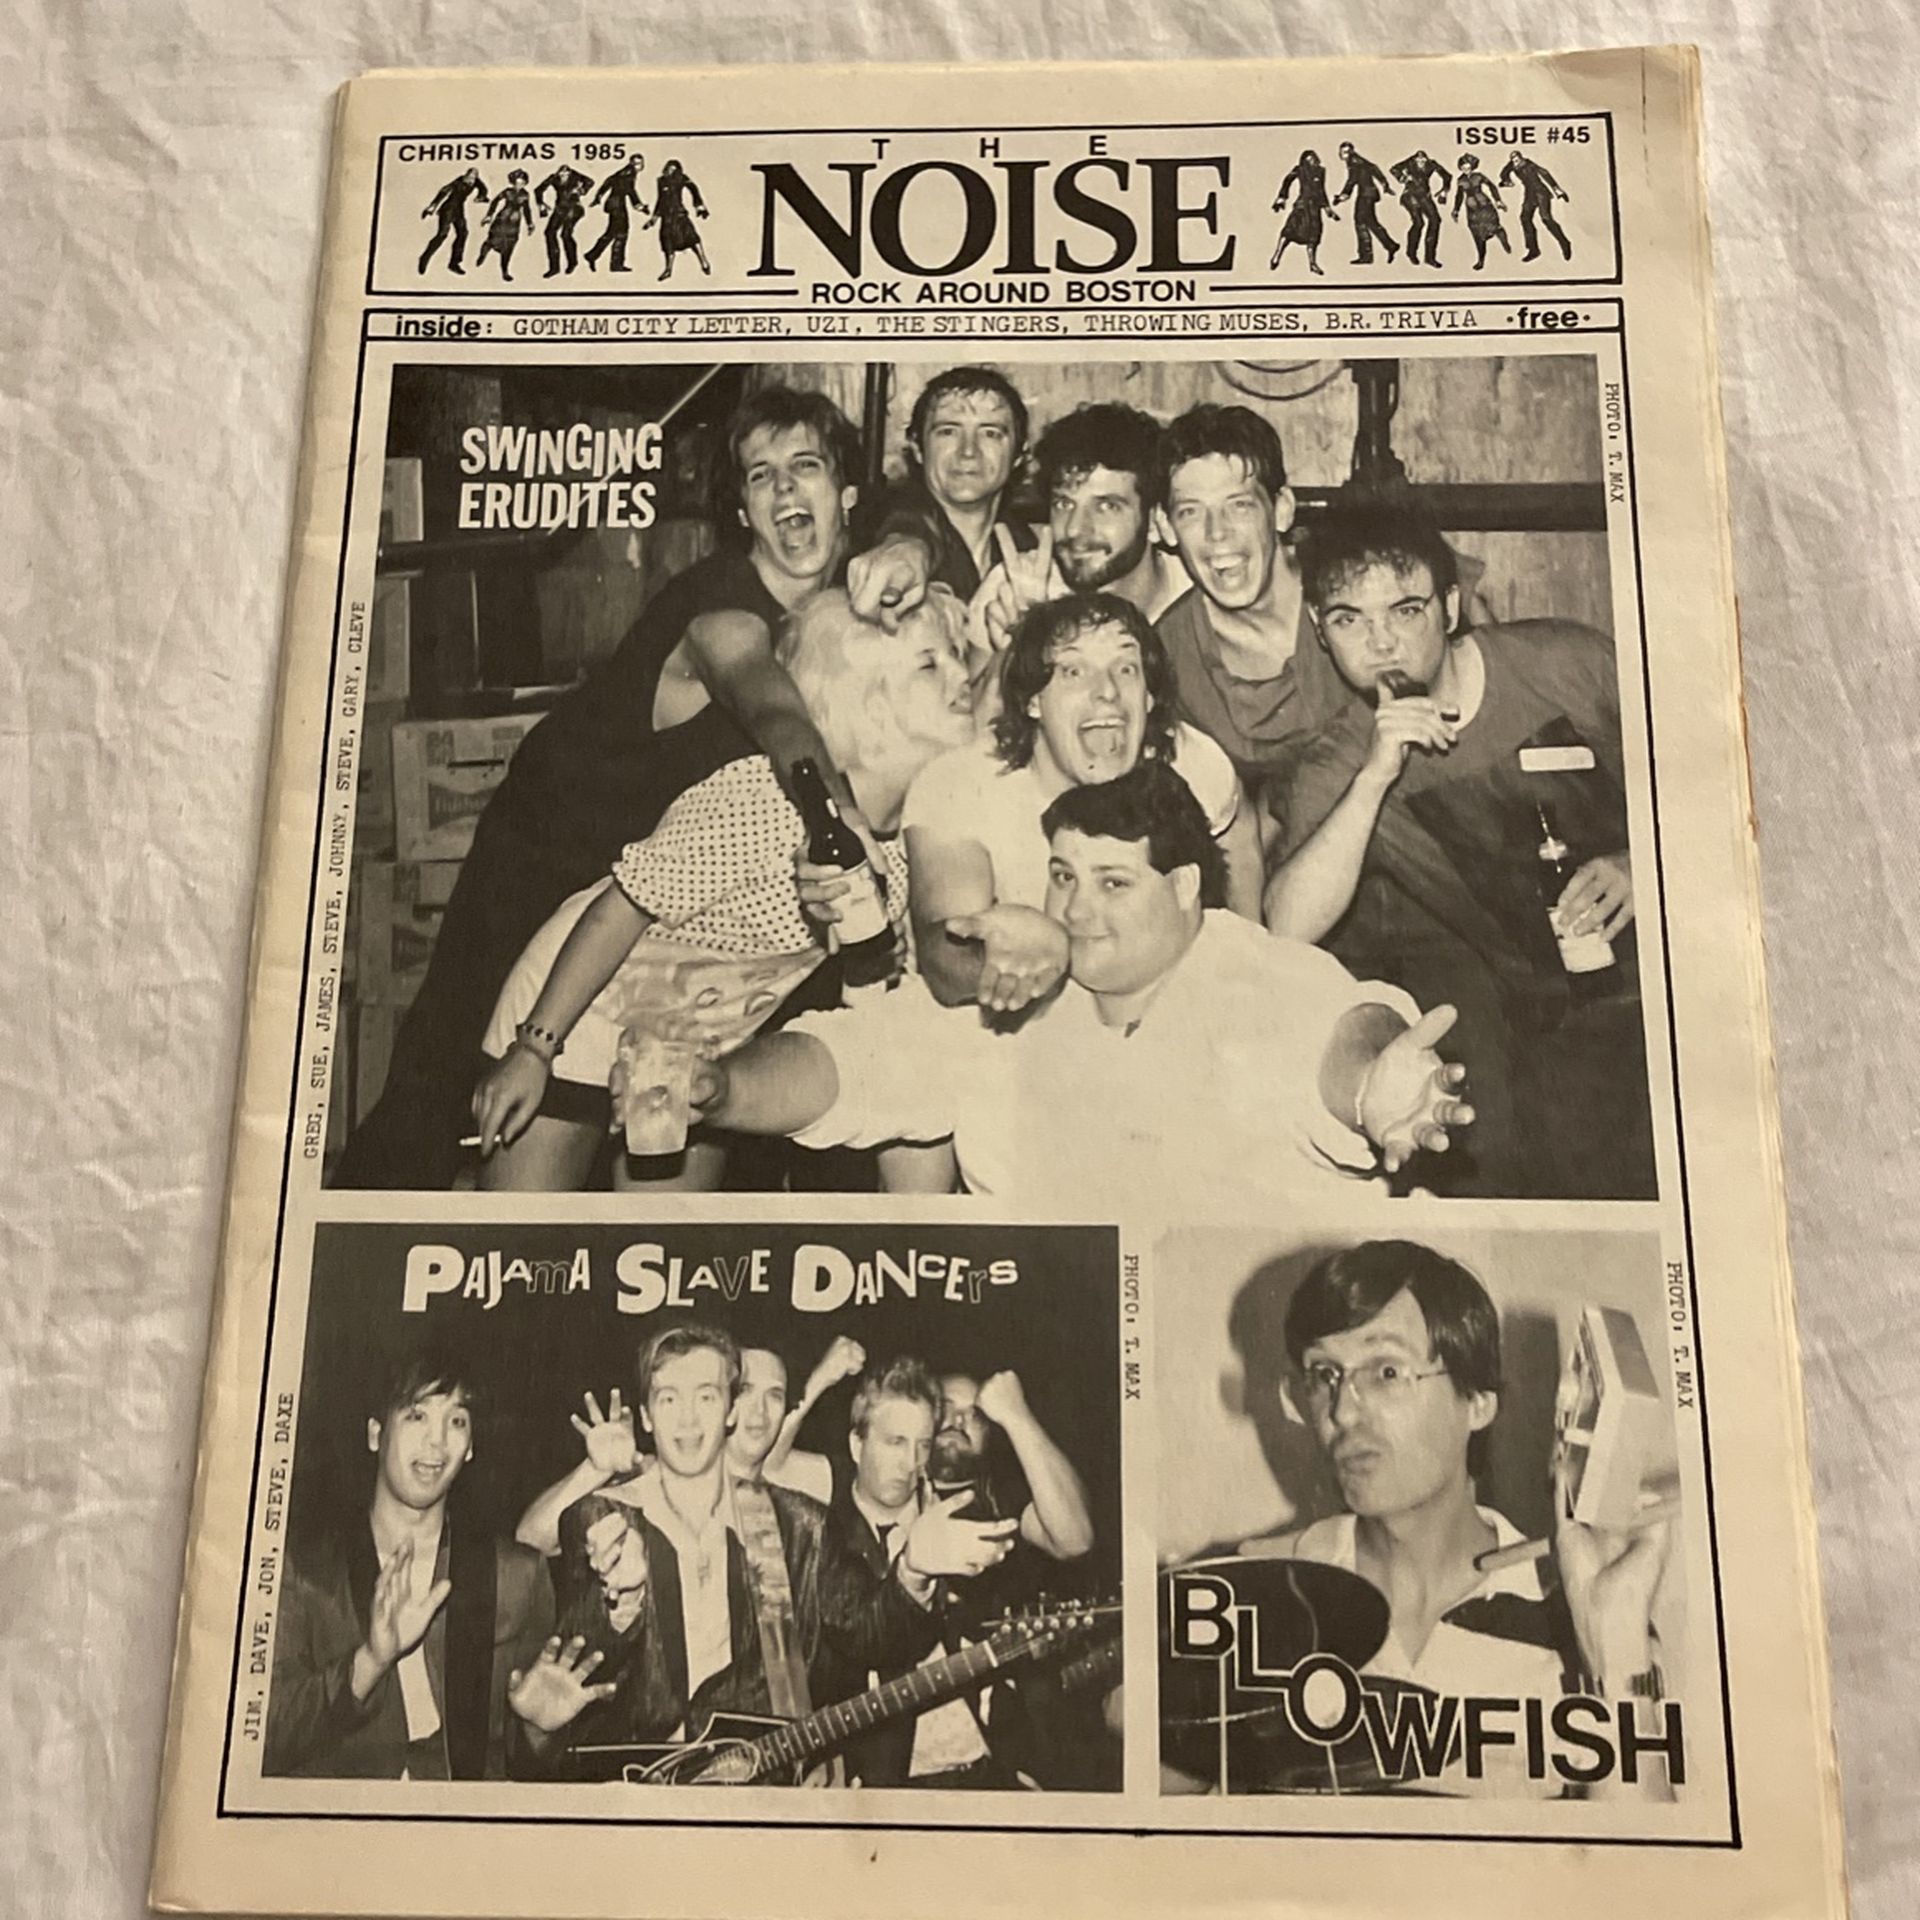 CHRISTMAS 1985
THE
ISSUE #45
NOISE
ROCK AROUND BOSTON
inside: GOTHAM CITY LETTER, UZI, THE STINGERS, THROWING MUSES, B.R. TRIVIA •free•
SWINGING
ERUDITES
PHOTO: T. MAX
GREG, SUE, JAMES, STEVE, JOHNNY, STEVE, GARY, CLEVE
PAJAmA SLAVE DANCErs
PHOTO: T. MAX
JIM, DAVE, JON, STEVE, DAXE
PHOTO: T. MAX
BLOWFISH